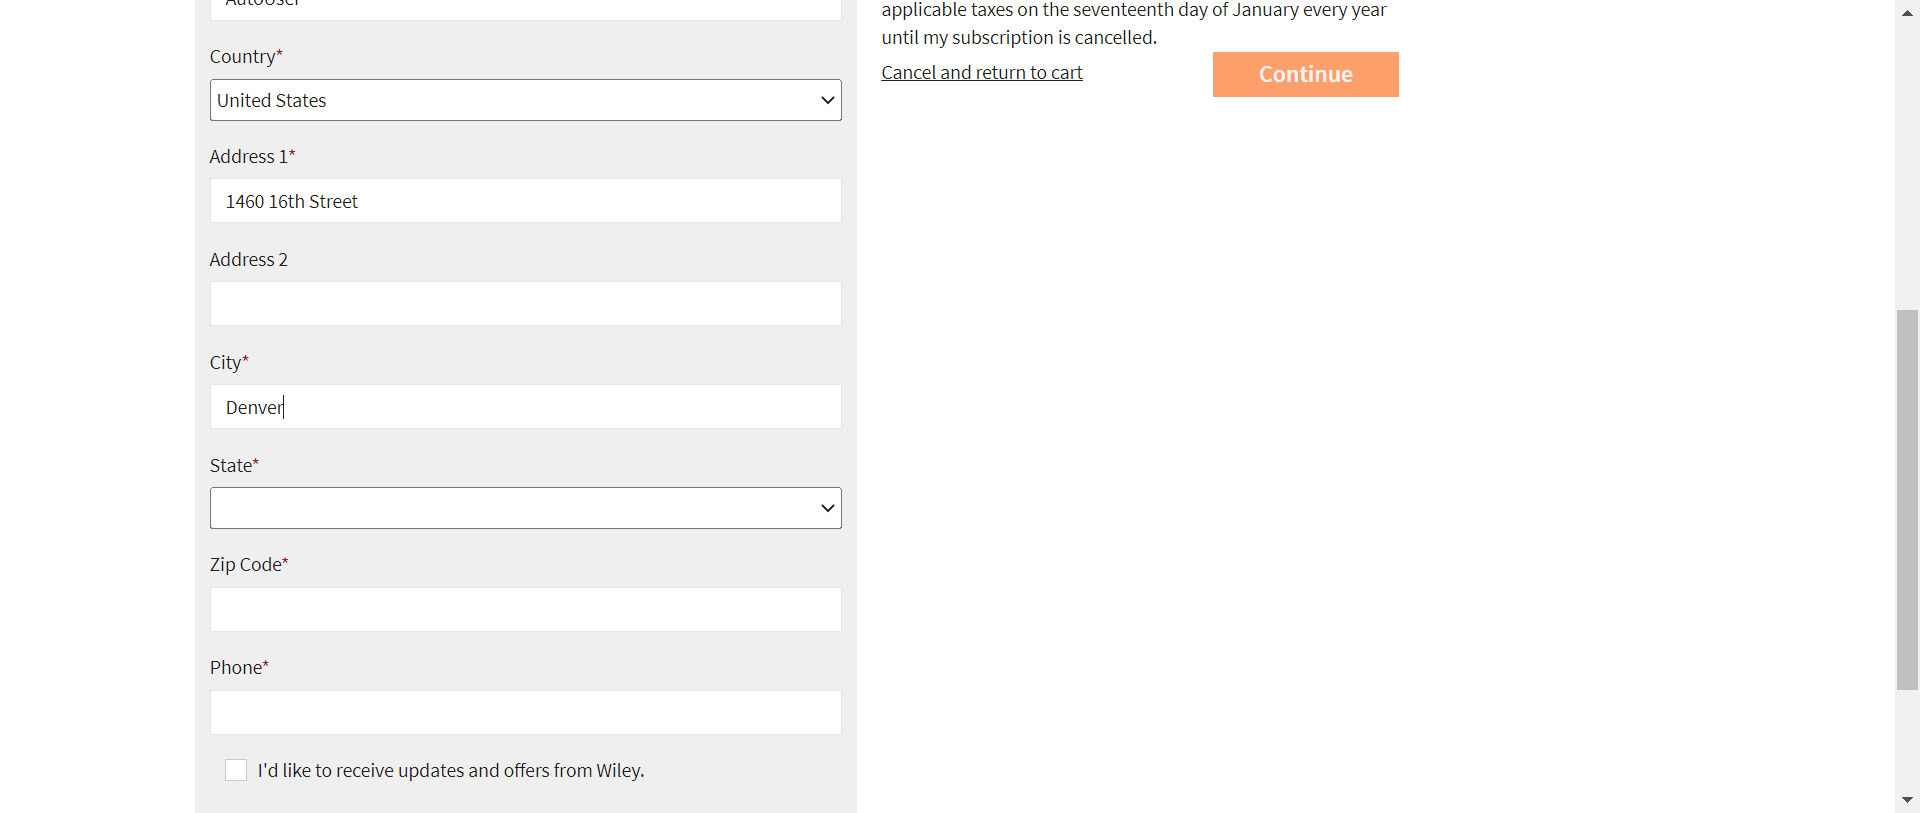 AutoUser
Country*
United States
Address 1*
1460 16th Street
Address 2
City*
Denver
State*
Zip Code*
Phone*
I'd like to receive updates and offers from Wiley.
applicable taxes on the seventeenth day of January every year
until my subscription is cancelled.
Cancel and return to cart
Continue